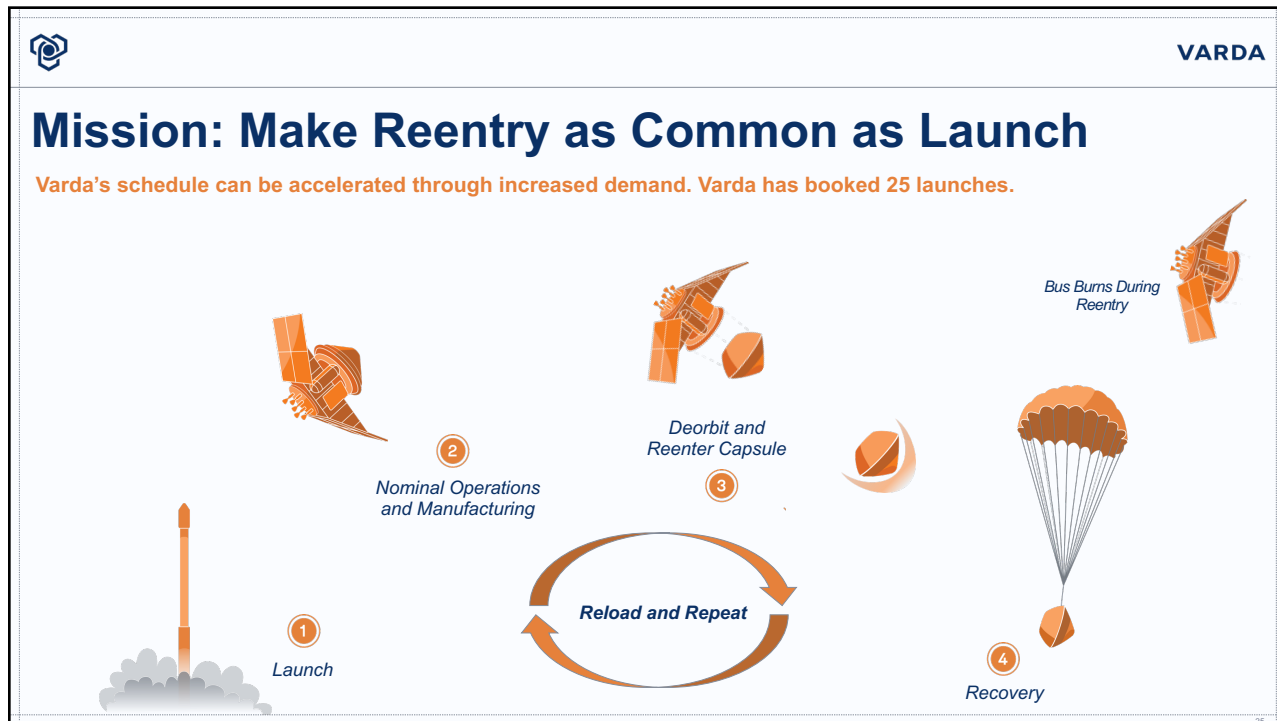 VARDA
Mission: Make Reentry as Common as Launch
Varda's schedule can be accelerated through increased demand. Varda has booked 25 launches.
Bus Burns During
Reentry
Deorbit and
Reenter Capsule
3
2
Nominal Operations
and Manufacturing
Reload and Repeat
1
Launch
4
Recovery